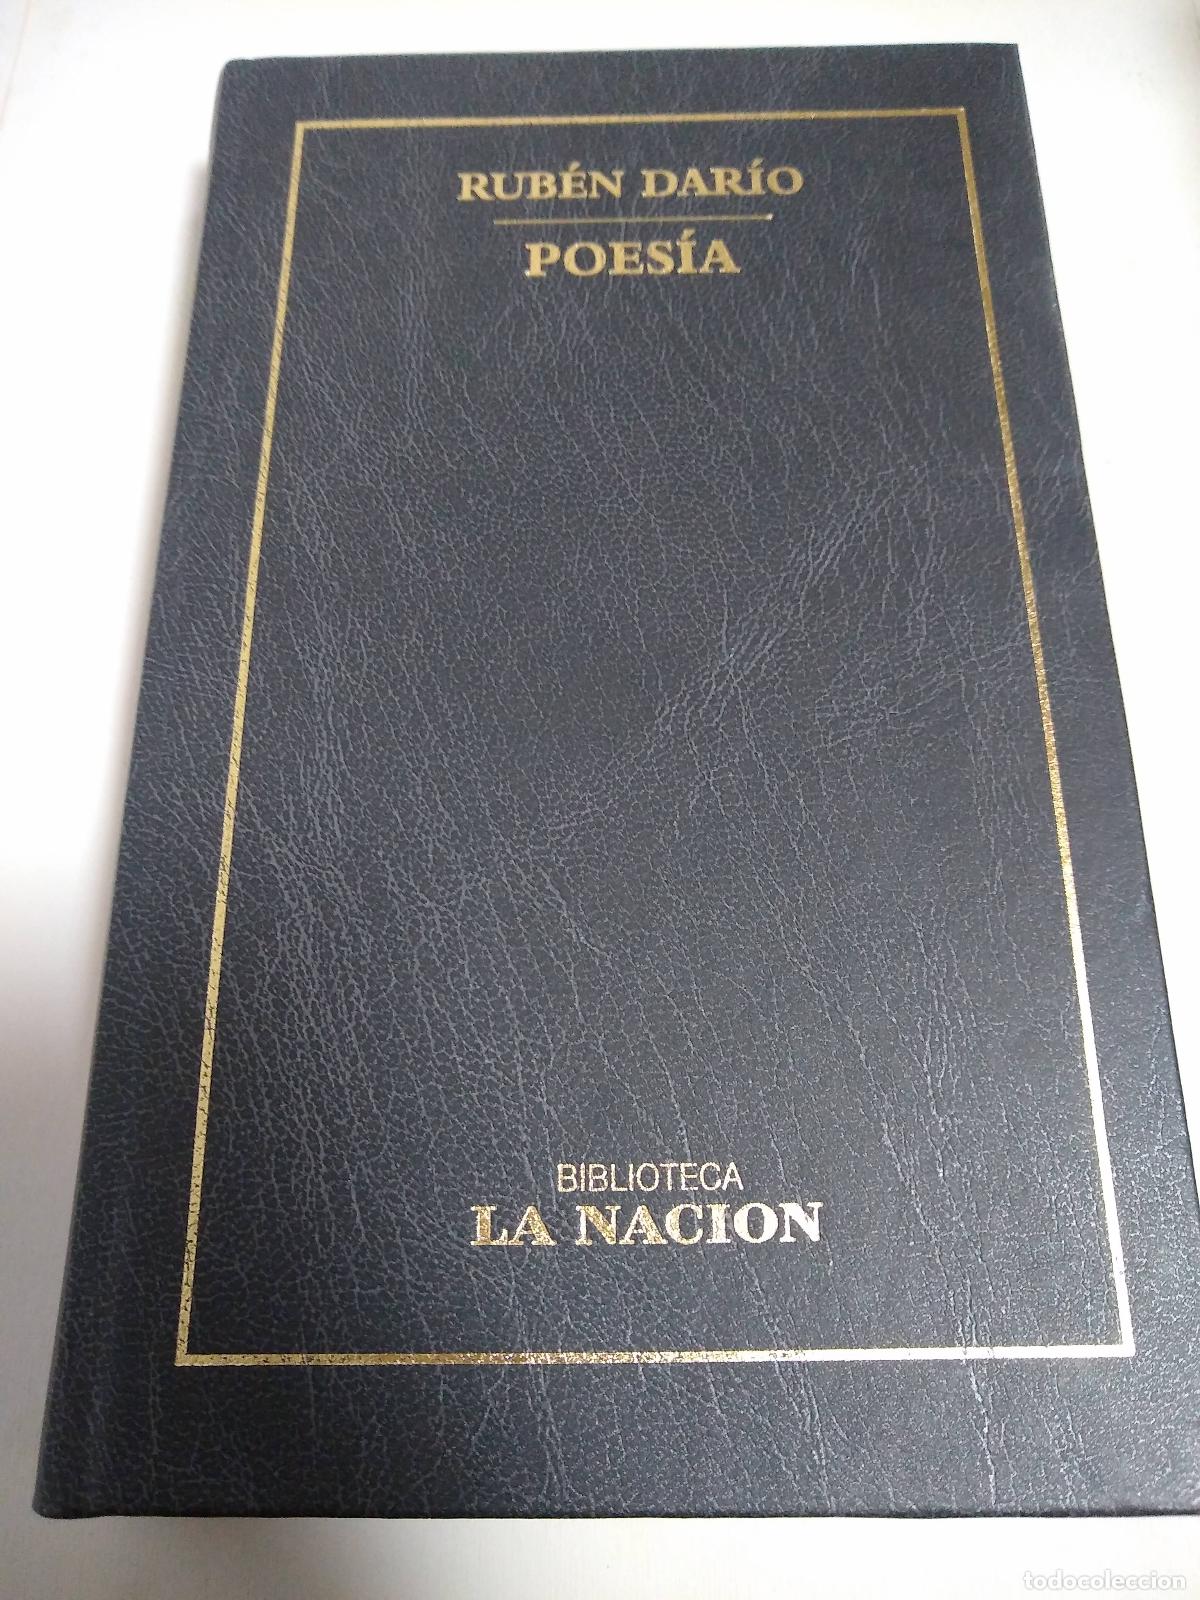 RUBÉN DARÍO
POESÍA
BIBLIOTECA
LA NACION
todocoleccion